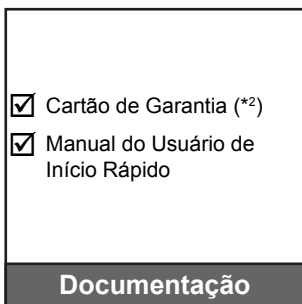 ☑ Cartão de Garantia (*²)
☑ Manual do Usuário de
Início Rápido
Documentação